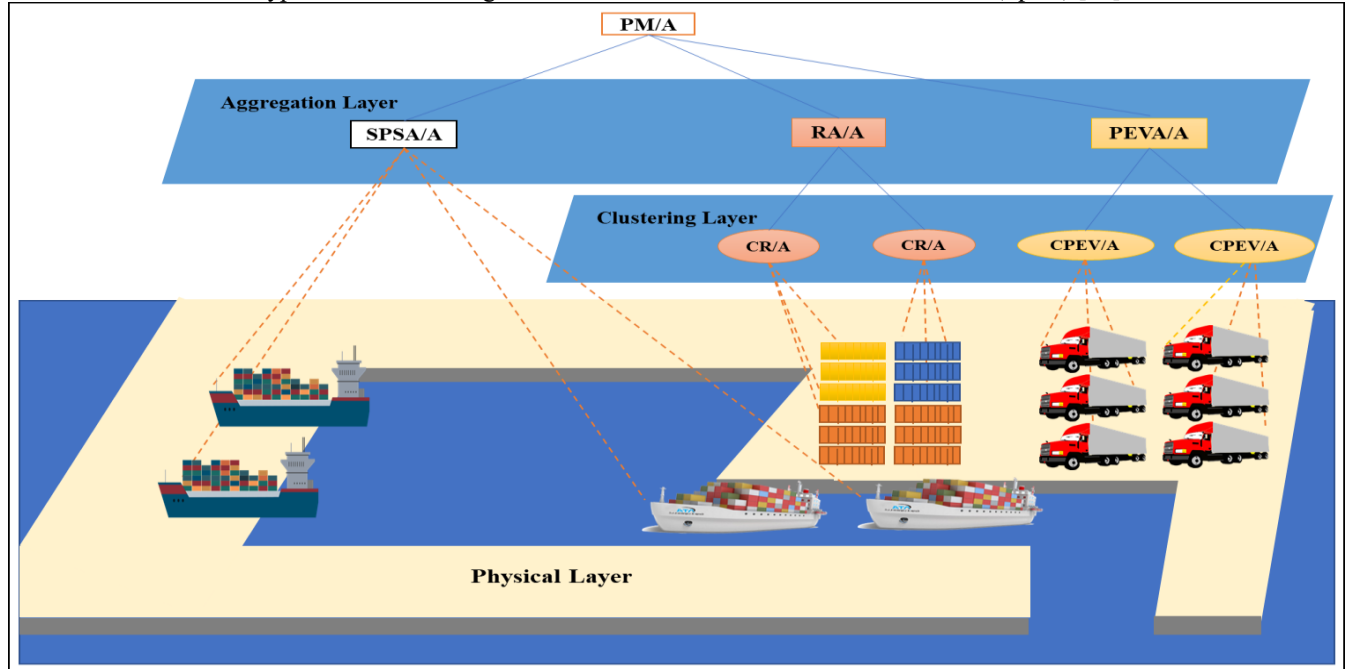 PM/A
Aggregation Layer
SPSA/A
RA/A
PEVA/A
Clustering Layer
CR/A
CR/A
CPEV/A
CPEV/A
Physical Layer